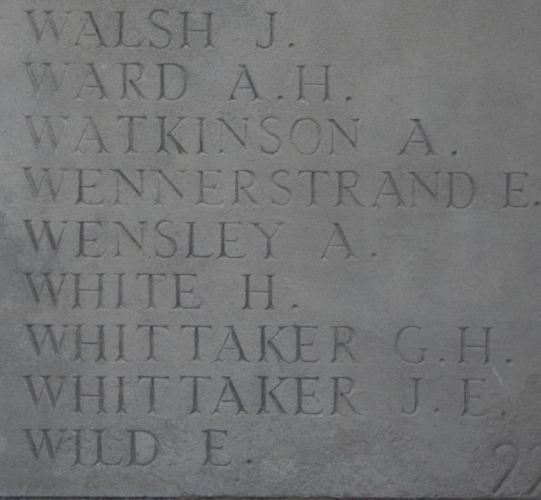 WALSH J.
WARD A.H.
WATKINSON A.
WENNERSTRAND E.
WENSLEY A.
WHITE H.
WHITTAKER G.H.
WHITTAKER J.E.
WILD E.